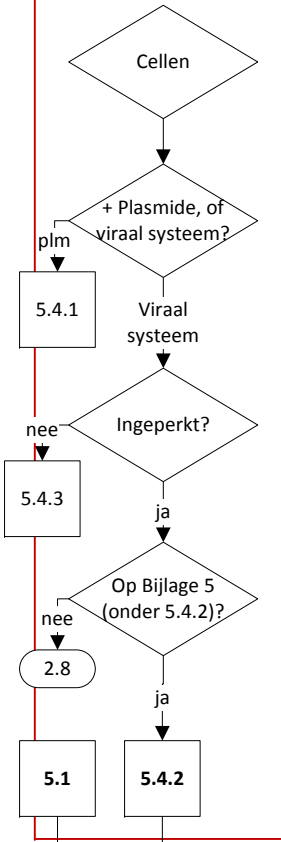 Cellen
+ Plasmide, of
viraal systeem?
plm
5.4.1
Viraal
systeem
Ingeperkt?
nee
5.4.3
ja
Op Bijlage 5
(onder 5.4.2)?
nee
2.8
ja
5.1
5.4.2